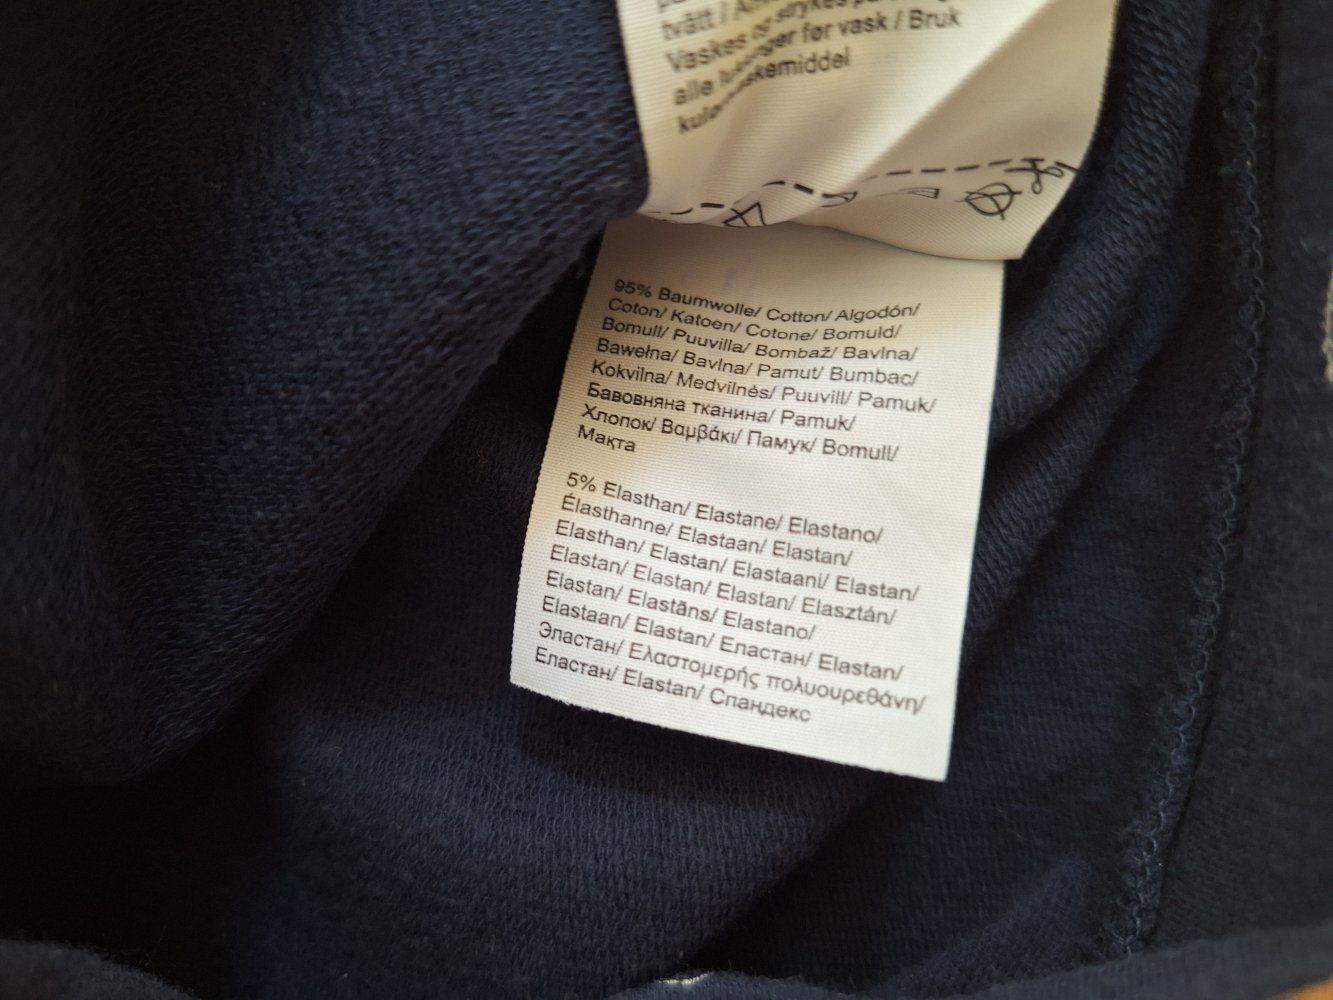 tvätt /
Vaskes og strykes på
alle lukninger før vask / Bruk
95% Baumwolle/ Cotton/ Algodón/
Coton/ Katoen/ Cotone/ Bomuld/
Bomull/ Puuvilla/ Bombaž/ Bavlna/
Bawełna/ Bavlna/ Pamut/ Bumbac/
Kokvilna/ Medvilnės/ Puuvill/ Pamuk/
Бавовняна тканина/ Pamuk/
Хлопок/ Βαμβάκι/ Памук/ Bomull/
Мақта
5% Elasthan/ Elastane/ Elastano/
Élasthanne/ Elastaan/ Elastan/
Elasthan/ Elastan/ Elastaani/ Elastan/
Elastan/ Elastan/ Elastan/ Elasztán/
Elastan/ Elastāns/ Elastano/
Elastaan/ Elastan/ Еластан/ Elastan/
Эластан/ Ελαστομερής πολυουρεθάνη/
Еластан/ Elastan/ Спандекс